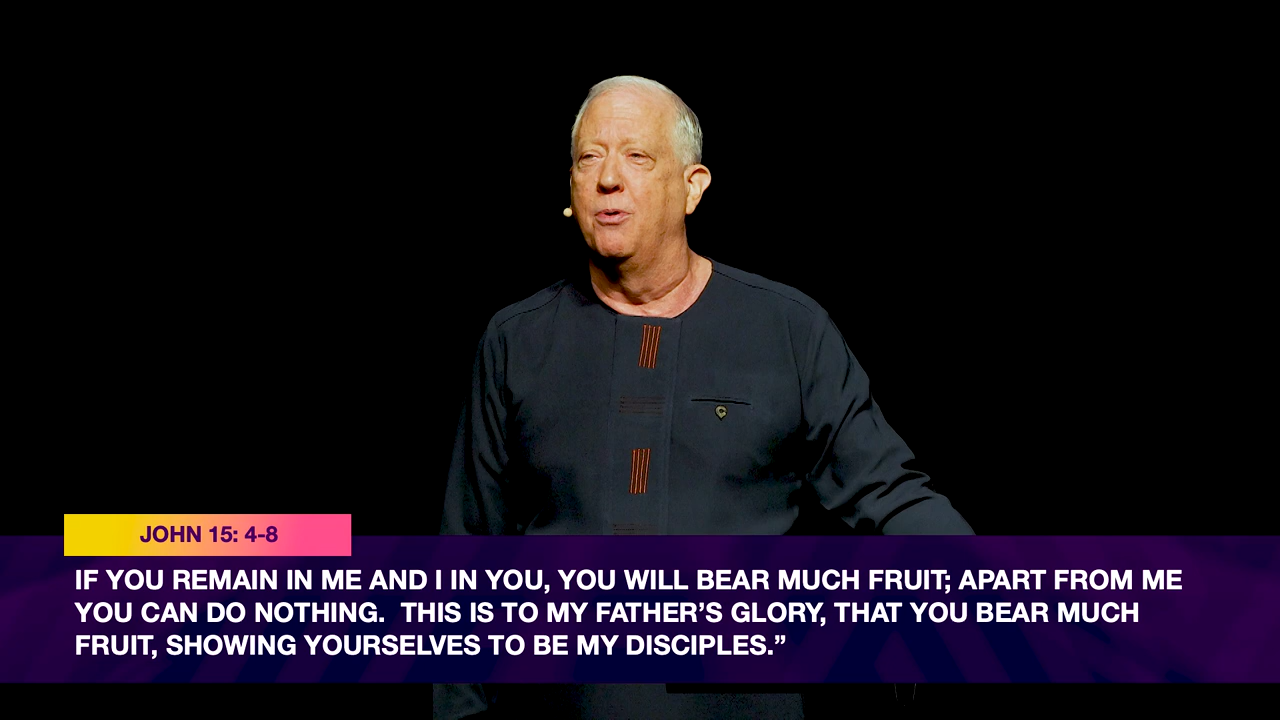 JOHN 15: 4-8
IF YOU REMAIN IN ME AND I IN YOU, YOU WILL BEAR MUCH FRUIT; APART FROM ME
YOU CAN DO NOTHING.  THIS IS TO MY FATHER’S GLORY, THAT YOU BEAR MUCH
FRUIT, SHOWING YOURSELVES TO BE MY DISCIPLES.”